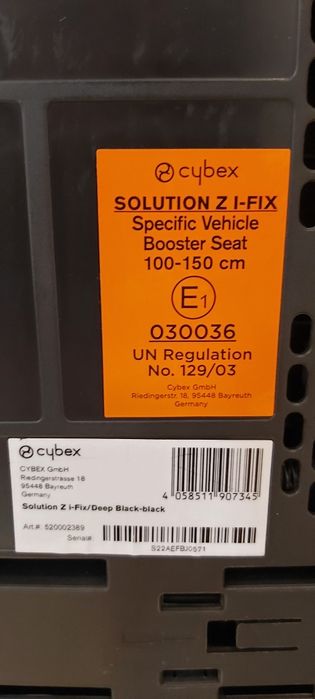 cybex
SOLUTION Z I-FIX
Specific Vehicle
Booster Seat
100-150 cm
E1
030036
UN Regulation
No. 129/03
Cybex GmbH
Riedingerstr. 18, 95448 Bayreuth
Germany
cybex
CYBEX GmbH
Riedingerstrasse 18
95448 Bayreuth
Germany
4 058511 907345
Solution Z i-Fix/Deep Black-black
Art.#: 520002389
Serial#:
S22AEFBJ0571